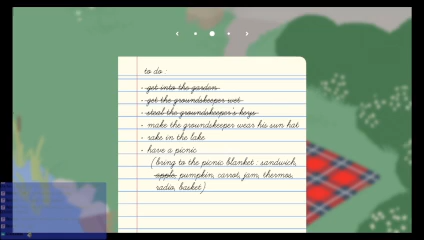 to do
- get into the garden
- get the groundskeeper wet
- steal the groundskeeper's keys
- make the groundskeeper wear his sun hat
- rake in the lake
- have a picnic
(bring to the picnic blanket: sandwich,
apple, pumpkin, carrot, jam, thermos,
radio, basket)